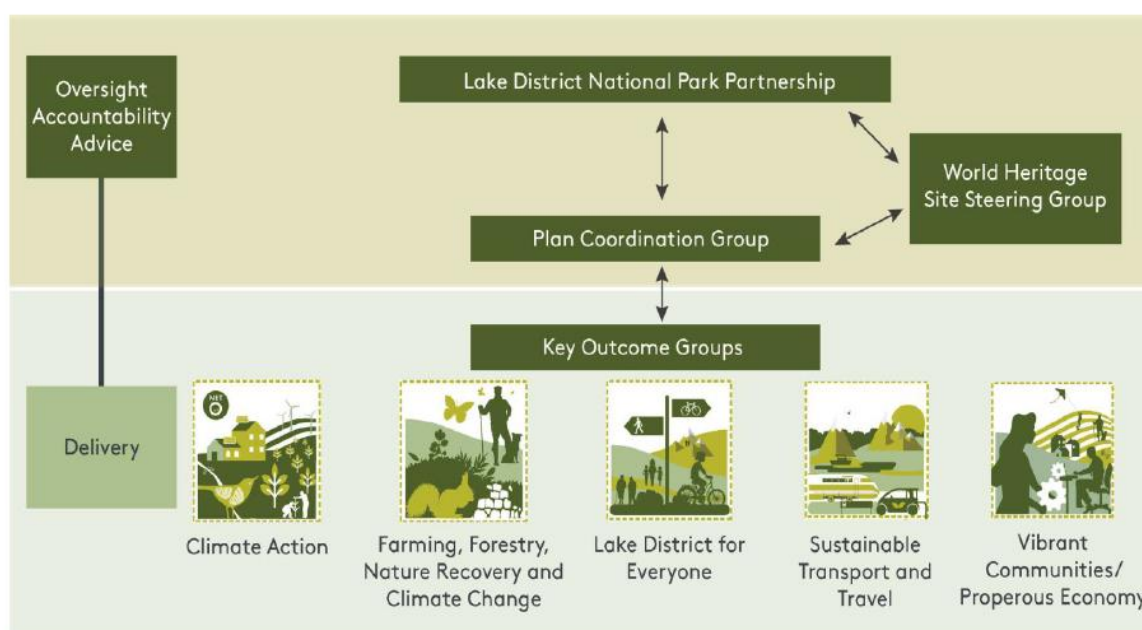 Oversight
Accountability
Advice
Lake District National Park Partnership
World Heritage
Site Steering Group
Plan Coordination Group
Key Outcome Groups
Delivery
NET
0
Climate Action
Farming, Forestry,
Nature Recovery and
Climate Change
Lake District for
Everyone
Sustainable
Transport and
Travel
Vibrant
Communities/
Properous Economy